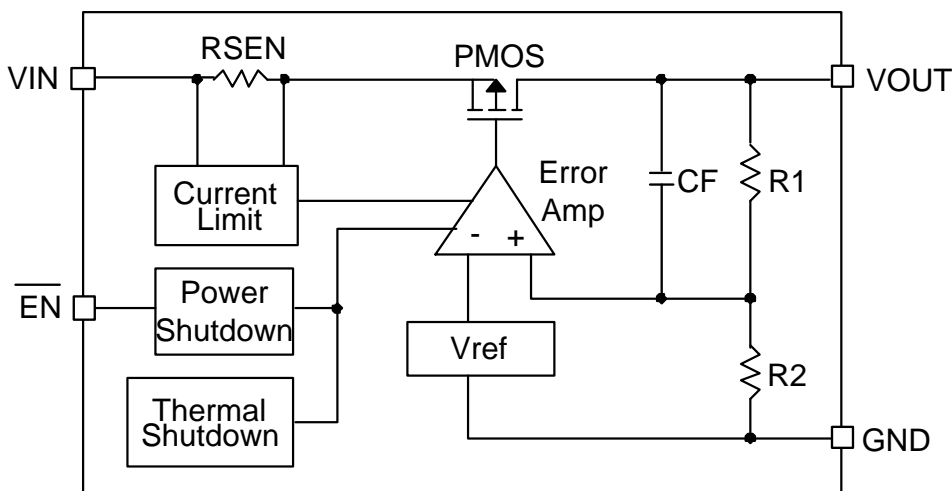 RSEN
PMOS
VIN
VOUT
Current
Limit
Error
Amp
CF
R1
-
+
EN
Power
Shutdown
Vref
R2
Thermal
Shutdown
GND